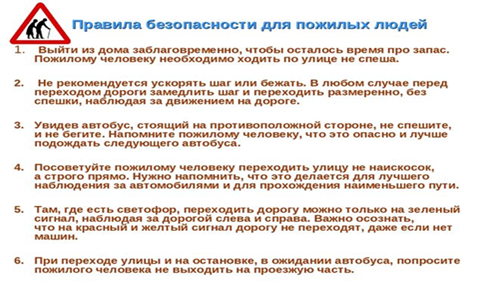 Правила безопасности для пожилых людей
1. Выйти из дома заблаговременно, чтобы осталось время про запас.
Пожилому человеку необходимо ходить по улице не спеша.
2. Не рекомендуется ускорять шаг или бежать. В любом случае перед
переходом дороги замедлить шаг и переходить размеренно, без
спешки, наблюдая за движением на дороге.
3. Увидев автобус, стоящий на противоположной стороне, не спешите,
и не бегите. Напомните пожилому человеку, что это опасно и лучше
подождать следующего автобуса.
4. Посоветуйте пожилому человеку переходить улицу не наискосок,
а строго прямо. Нужно напомнить, что это делается для лучшего
наблюдения за автомобилями и для прохождения наименьшего пути.
5. Там, где есть светофор, переходить дорогу можно только на зеленый
сигнал, наблюдая за дорогой слева и справа. Важно осознать,
что на красный и желтый сигнал дорогу не переходят, даже если нет
машин.
6. При переходе улицы и на остановке, в ожидании автобуса, попросите
пожилого человека не выходить на проезжую часть.